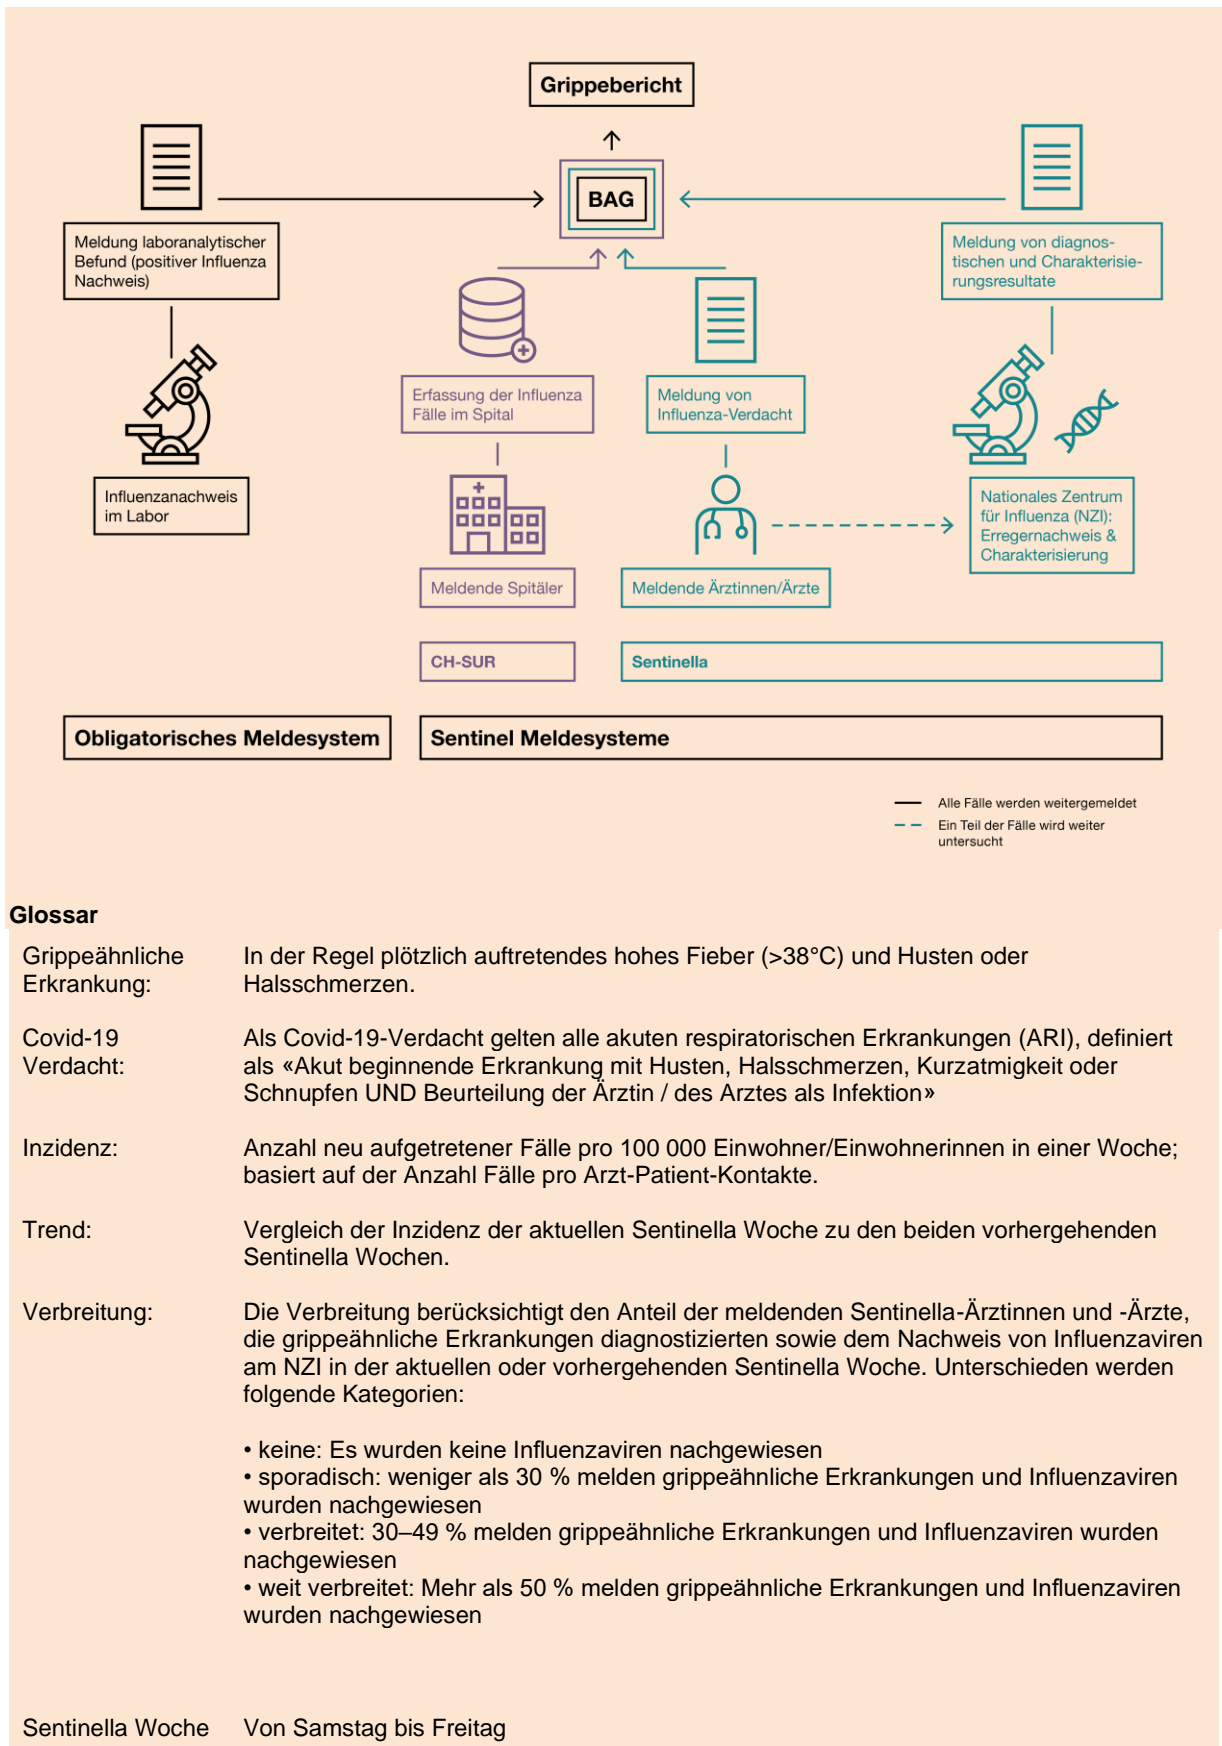 Grippebericht
BAG
Meldung laboranalytischer
Befund (positiver Influenza
Nachweis)
Meldung von diagnos-
tischen und Charakterisie-
rungsresultate
Erfassung der Influenza
Fälle im Spital
Meldung von
Influenza-Verdacht
Influenzanachweis
im Labor
Nationales Zentrum
für Influenza (NZI):
Erregernachweis &
Charakterisierung
Meldende Spitäler
Meldende Ärztinnen/Ärzte
CH-SUR
Sentinella
Obligatorisches Meldesystem
Sentinel Meldesysteme
Alle Fälle werden weitergemeldet
Ein Teil der Fälle wird weiter
untersucht
Glossar
Grippeähnliche
Erkrankung:
In der Regel plötzlich auftretendes hohes Fieber (>38°C) und Husten oder
Halsschmerzen.
Covid-19
Verdacht:
Als Covid-19-Verdacht gelten alle akuten respiratorischen Erkrankungen (ARI), definiert
als «Akut beginnende Erkrankung mit Husten, Halsschmerzen, Kurzatmigkeit oder
Schnupfen UND Beurteilung der Ärztin / des Arztes als Infektion»
Inzidenz:
Anzahl neu aufgetretener Fälle pro 100 000 Einwohner/Einwohnerinnen in einer Woche;
basiert auf der Anzahl Fälle pro Arzt-Patient-Kontakte.
Trend:
Vergleich der Inzidenz der aktuellen Sentinella Woche zu den beiden vorhergehenden
Sentinella Wochen.
Verbreitung:
Die Verbreitung berücksichtigt den Anteil der meldenden Sentinella-Ärztinnen und -Ärzte,
die grippeähnliche Erkrankungen diagnostizierten sowie dem Nachweis von Influenzaviren
am NZI in der aktuellen oder vorhergehenden Sentinella Woche. Unterschieden werden
folgende Kategorien:
• keine: Es wurden keine Influenzaviren nachgewiesen
• sporadisch: weniger als 30 % melden grippeähnliche Erkrankungen und Influenzaviren
wurden nachgewiesen
• verbreitet: 30–49 % melden grippeähnliche Erkrankungen und Influenzaviren wurden
nachgewiesen
• weit verbreitet: Mehr als 50 % melden grippeähnliche Erkrankungen und Influenzaviren
wurden nachgewiesen
Sentinella Woche
Von Samstag bis Freitag